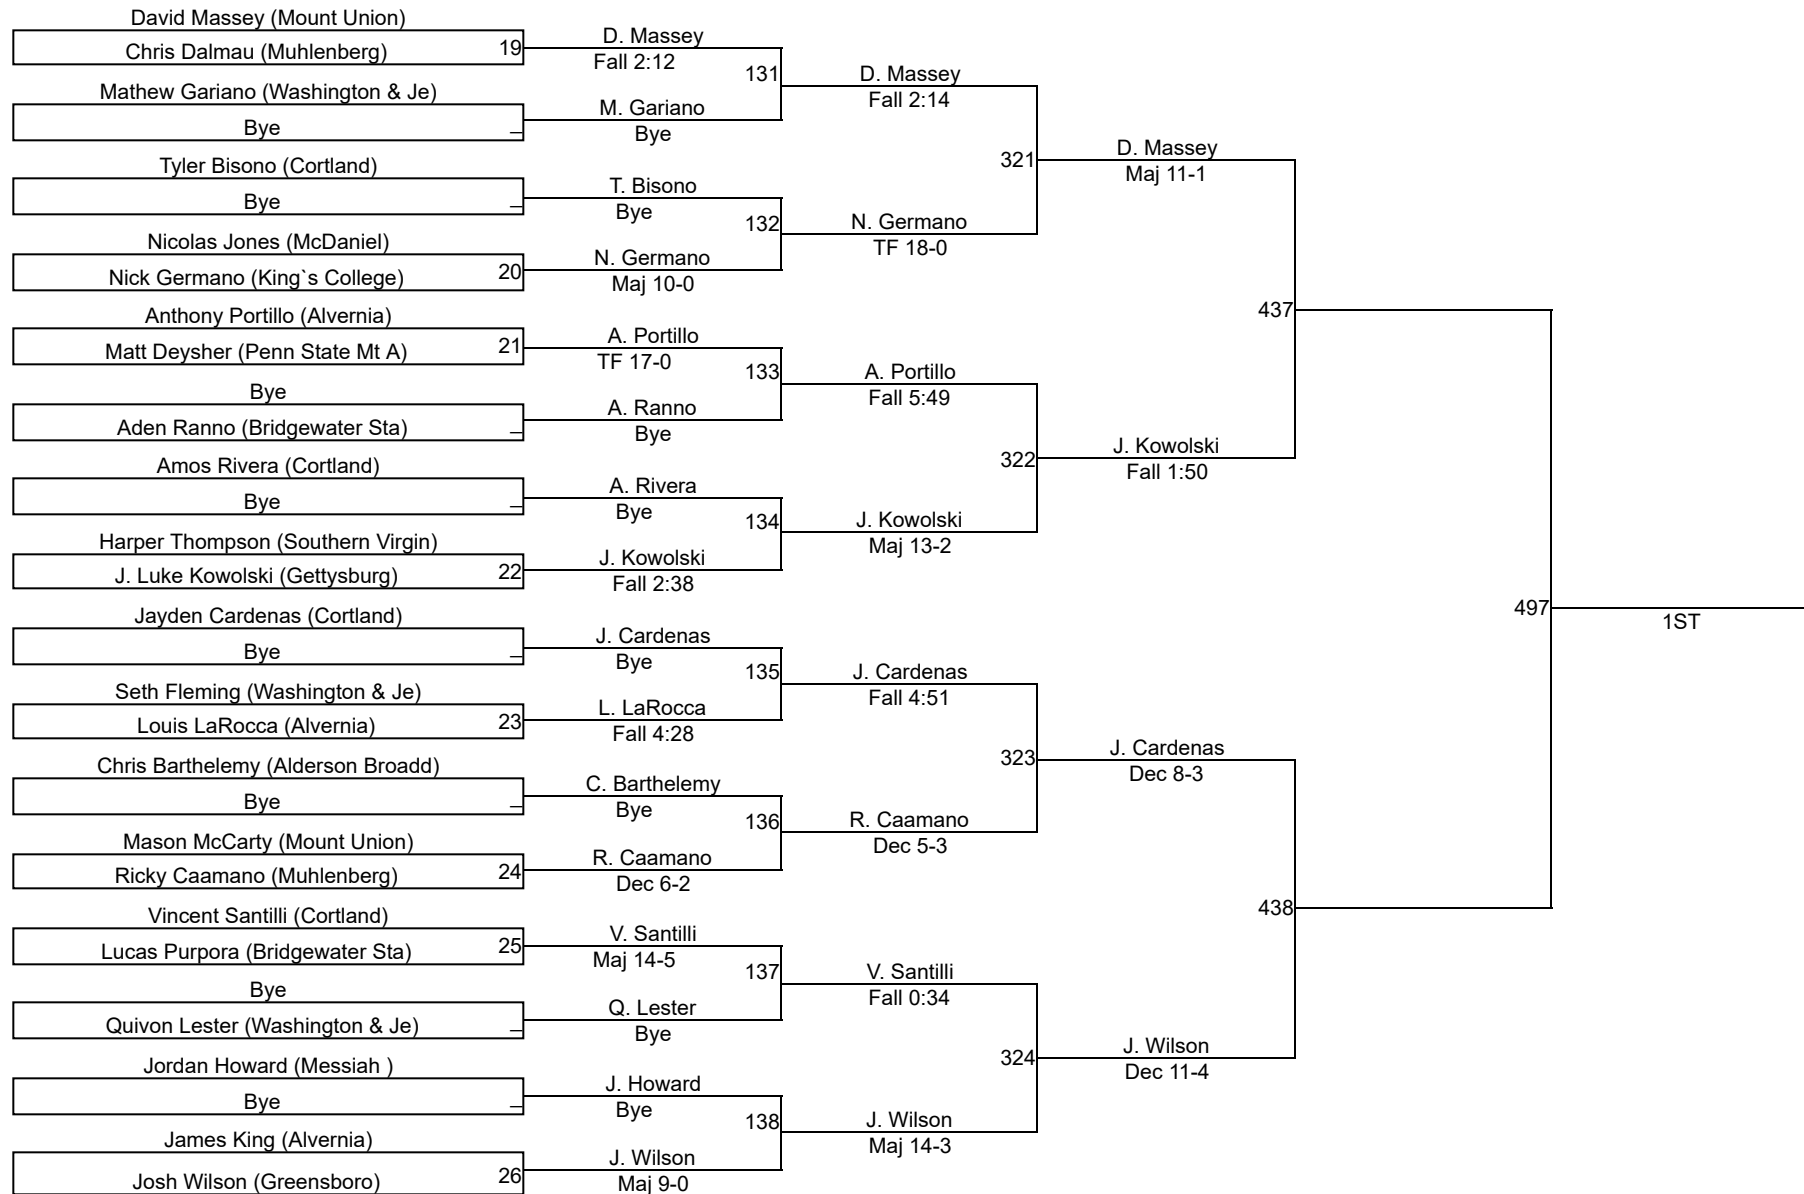 David Massey (Mount Union)
Chris Dalmau (Muhlenberg) 19
Mathew Gariano (Washington & Je)
Bye _
Tyler Bisono (Cortland)
Bye _
Nicolas Jones (McDaniel)
Nick Germano (King`s College) 20
Anthony Portillo (Alvernia)
Matt Deysher (Penn State Mt A) 21
Bye
Aden Ranno (Bridgewater Sta) _
Amos Rivera (Cortland)
Bye _
Harper Thompson (Southern Virgin)
J. Luke Kowolski (Gettysburg) 22
Jayden Cardenas (Cortland)
Bye _
Seth Fleming (Washington & Je)
Louis LaRocca (Alvernia) 23
Chris Barthelemy (Alderson Broadd)
Bye _
Mason McCarty (Mount Union)
Ricky Caamano (Muhlenberg) 24
Vincent Santilli (Cortland)
Lucas Purpora (Bridgewater Sta) 25
Bye
Quivon Lester (Washington & Je) _
Jordan Howard (Messiah )
Bye _
James King (Alvernia)
Josh Wilson (Greensboro) 26
D. Massey
Fall 2:12
131
M. Gariano
Bye
T. Bisono
Bye
132
N. Germano
Maj 10-0
A. Portillo
TF 17-0
133
A. Ranno
Bye
A. Rivera
Bye
134
J. Kowolski
Fall 2:38
J. Cardenas
Bye
135
L. LaRocca
Fall 4:28
C. Barthelemy
Bye
136
R. Caamano
Dec 6-2
V. Santilli
Maj 14-5
137
Q. Lester
Bye
J. Howard
Bye
138
J. Wilson
Maj 9-0
D. Massey
Fall 2:14
321
N. Germano
TF 18-0
A. Portillo
Fall 5:49
322
J. Kowolski
Maj 13-2
J. Cardenas
Fall 4:51
323
R. Caamano
Dec 5-3
V. Santilli
Fall 0:34
324
J. Wilson
Maj 14-3
D. Massey
Maj 11-1
437
J. Kowolski
Fall 1:50
J. Cardenas
Dec 8-3
438
J. Wilson
Dec 11-4
497
1ST